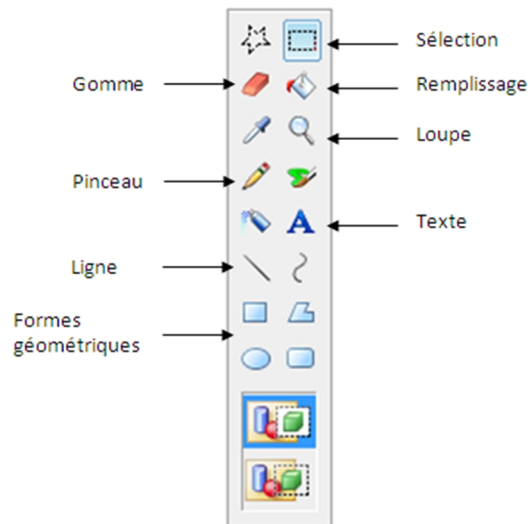 Sélection
Gomme
Remplissage
Loupe
Pinceau
Texte
Ligne
Formes
géométriques